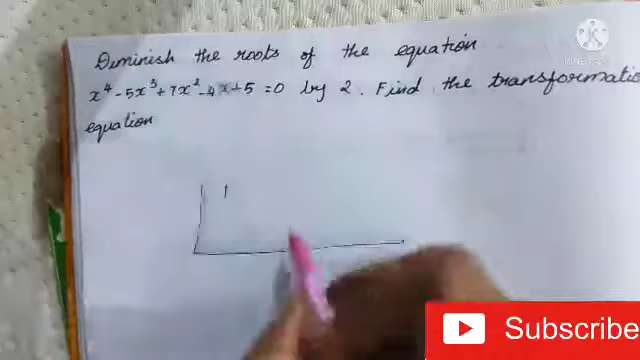 Diminish the roots of the equation
x⁴ - 5x³ + 7x² - 4x + 5 = 0 by 2. Find the transformatio
equation
1
Subscribe